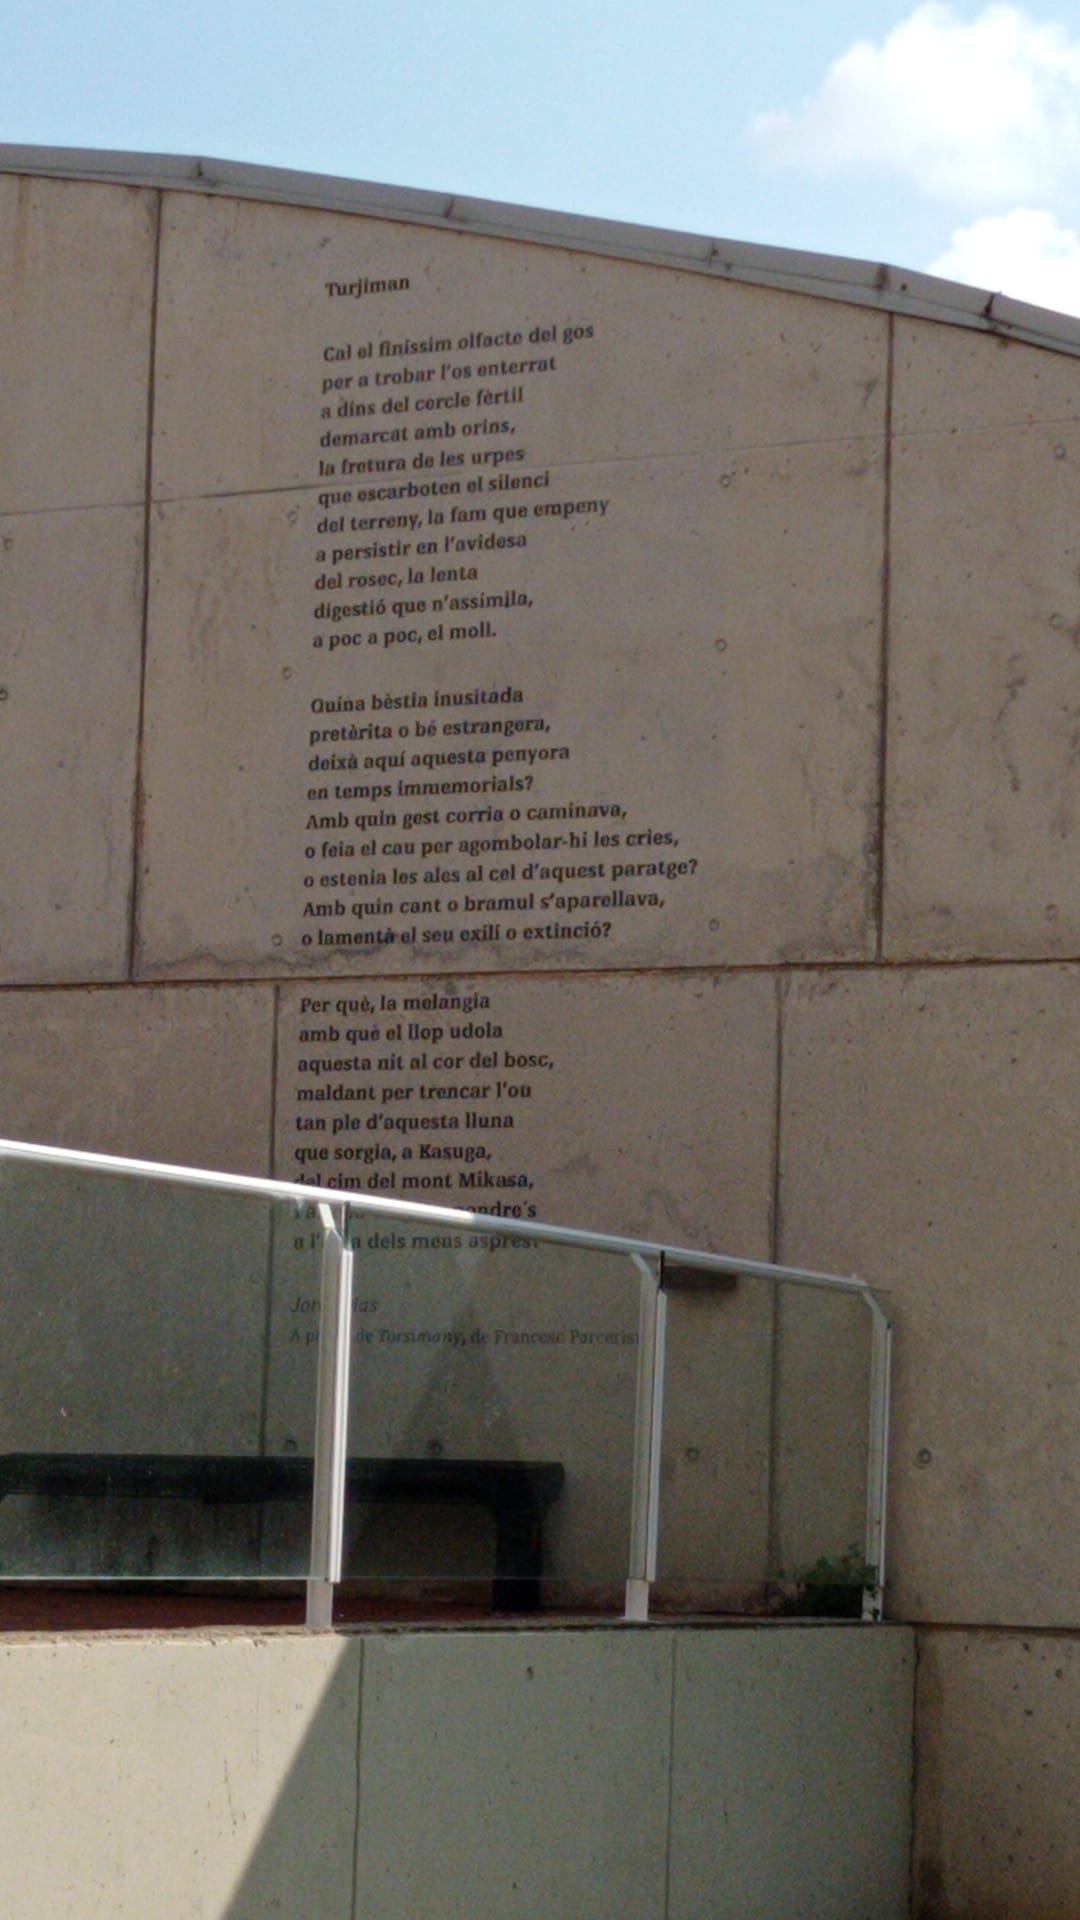 Turjiman
Cal el finíssim olfacte del gos
per a trobar l'os enterrat
a dins del cercle fèrtil
demarcat amb orins,
la fretura de les urpes
que escarboten el silenci
del terreny, la fam que empeny
a persistir en l'avidesa
del rosec, la lenta
digestió que n'assimila,
a poc a poc, el moll.
Quina bèstia inusitada
pretèrita o bé estrangera,
deixà aquí aquesta penyora
en temps immemorials?
Amb quin gest corria o caminava,
o feia el cau per agombolar-hi les cries,
o estenia les ales al cel d'aquest paratge?
Amb quin cant o bramul s'aparellava,
o lamentà el seu exili o extinció?
Per què, la melangia
amb què el llop udola
aquesta nit al cor del bosc,
maldant per trencar l'ou
tan ple d'aquesta lluna
que sorgia, a Kasuga,
del cim del mont Mikasa,
a dels meus aspres?
de Torsimany, de Francesc Parcerisas